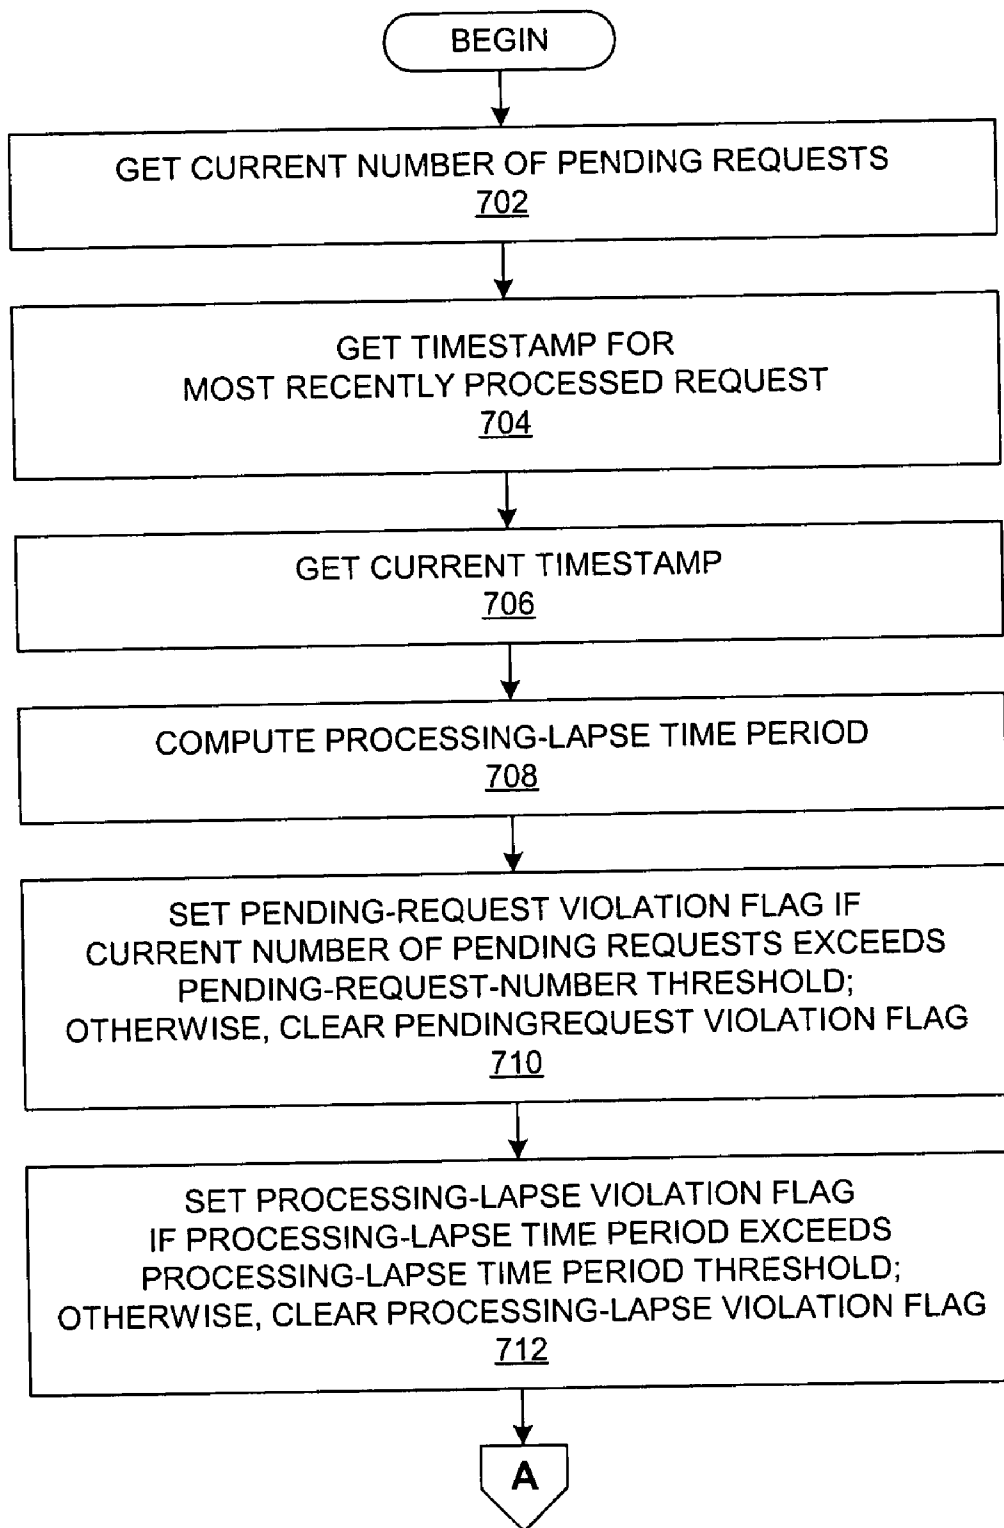 BEGIN
GET CURRENT NUMBER OF PENDING REQUESTS
702
GET TIMESTAMP FOR
MOST RECENTLY PROCESSED REQUEST
704
GET CURRENT TIMESTAMP
706
COMPUTE PROCESSING-LAPSE TIME PERIOD
708
SET PENDING-REQUEST VIOLATION FLAG IF
CURRENT NUMBER OF PENDING REQUESTS EXCEEDS
PENDING-REQUEST-NUMBER THRESHOLD;
OTHERWISE, CLEAR PENDINGREQUEST VIOLATION FLAG
710
SET PROCESSING-LAPSE VIOLATION FLAG
IF PROCESSING-LAPSE TIME PERIOD EXCEEDS
PROCESSING-LAPSE TIME PERIOD THRESHOLD;
OTHERWISE, CLEAR PROCESSING-LAPSE VIOLATION FLAG
712
A